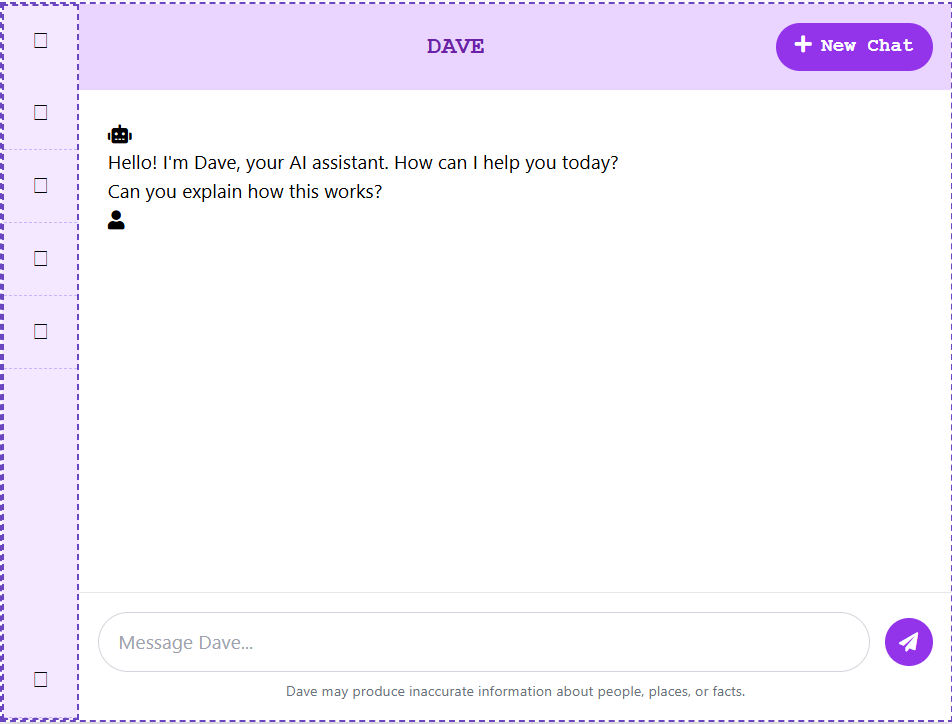 DAVE
New Chat
Hello! I'm Dave, your AI assistant. How can I help you today?
Can you explain how this works?
Message Dave...
Dave may produce inaccurate information about people, places, or facts.